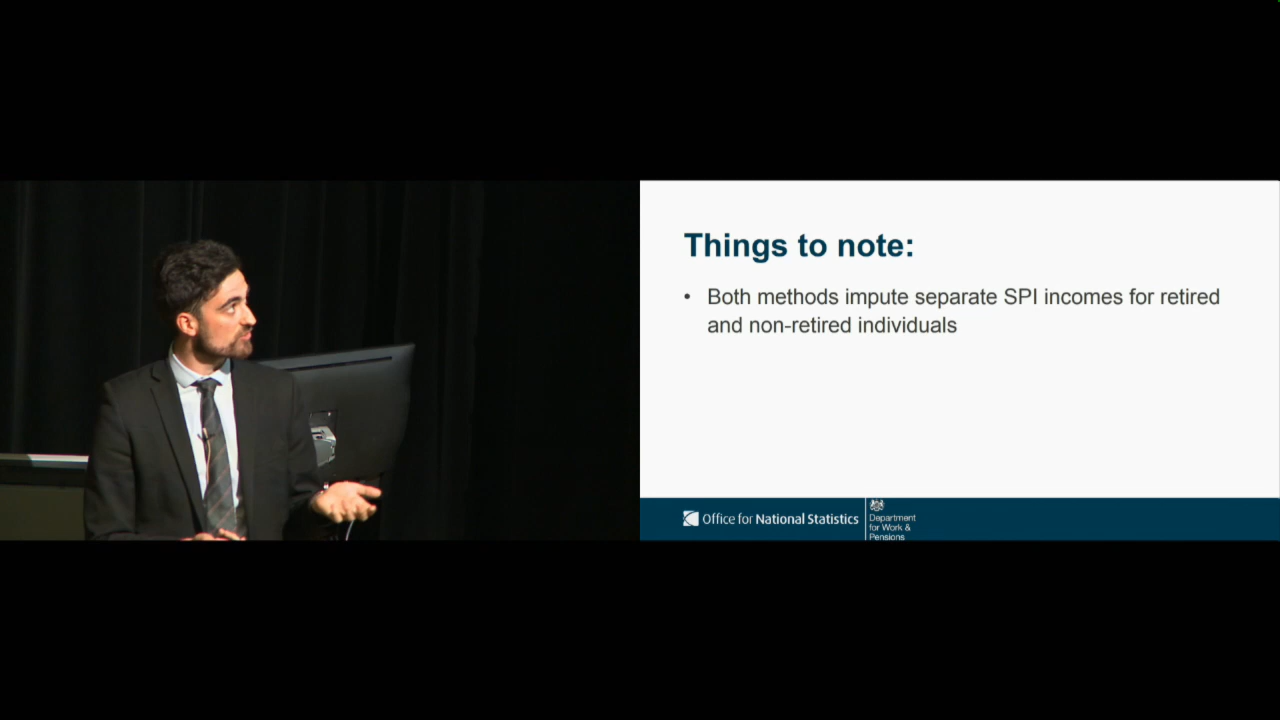 Things to note:
• Both methods impute separate SPI incomes for retired
and non-retired individuals
Office for National Statistics
Department
for Work &
Pensions